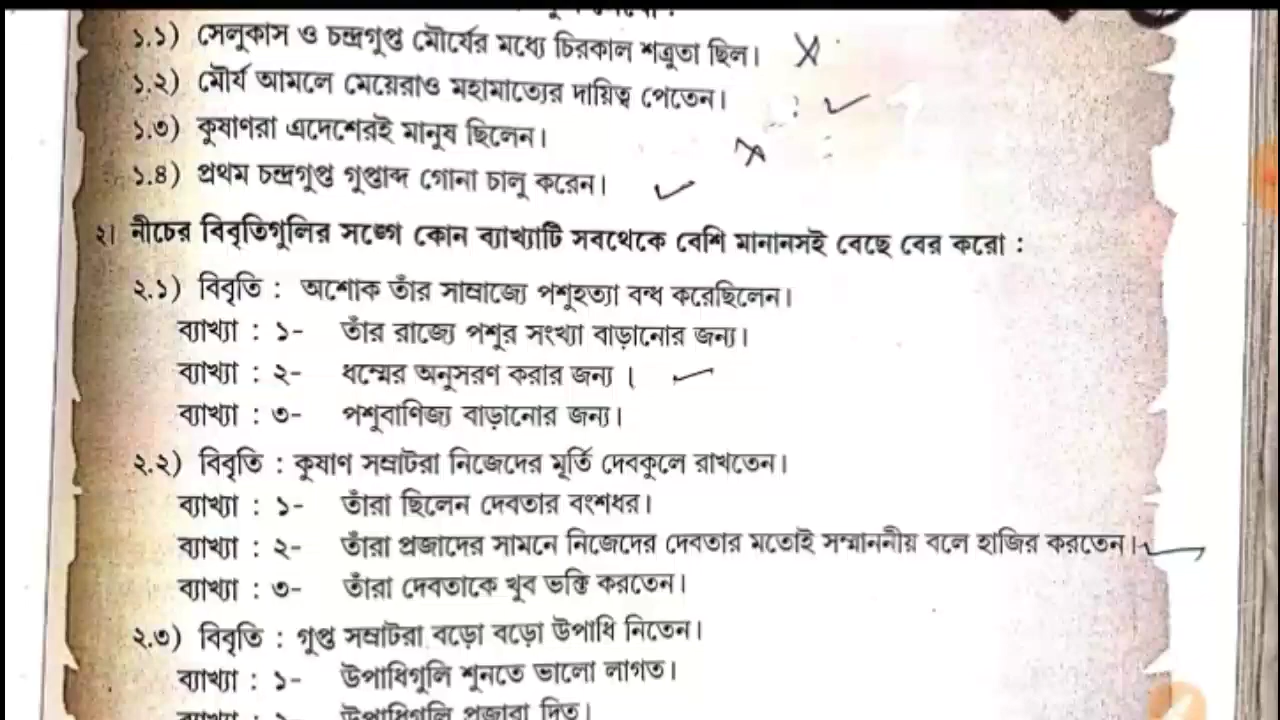 ১.১) সেলুকাস ও চন্দ্রগুপ্ত মৌর্যের মধ্যে চিরকাল শত্রুতা ছিল।
১.২) মৌর্য আমলে মেয়েরাও মহামাত্যের দায়িত্ব পেতেন।
১.৩) কুষাণরা এদেশেরই মানুষ ছিলেন।
১.৪) প্রথম চন্দ্রগুপ্ত গুপ্তাব্দ গোনা চালু করেন।
২। নীচের বিবৃতিগুলির সঙ্গে কোন ব্যাখ্যাটি সবথেকে বেশি মানানসই বেছে বের করো :
২.১) বিবৃতি : অশোক তাঁর সাম্রাজ্যে পশুহত্যা বন্ধ করেছিলেন।
ব্যাখ্যা : ১- তাঁর রাজ্যে পশুর সংখ্যা বাড়ানোর জন্য।
ব্যাখ্যা : ২- ধম্মের অনুসরণ করার জন্য ।
ব্যাখ্যা : ৩- পশুবাণিজ্য বাড়ানোর জন্য।
২.২) বিবৃতি : কুষাণ সম্রাটরা নিজেদের মূর্তি দেবকুলে রাখতেন।
ব্যাখ্যা : ১- তাঁরা ছিলেন দেবতার বংশধর।
ব্যাখ্যা : ২- তাঁরা প্রজাদের সামনে নিজেদের দেবতার মতোই সম্মাননীয় বলে হাজির করতেন।
ব্যাখ্যা : ৩- তাঁরা দেবতাকে খুব ভক্তি করতেন।
২.৩) বিবৃতি : গুপ্ত সম্রাটরা বড়ো বড়ো উপাধি নিতেন।
ব্যাখ্যা : ১- উপাধিগুলি শুনতে ভালো লাগত।
ব্যাখ্যা : ২- উপাধিগুলি প্রজারা দিত।